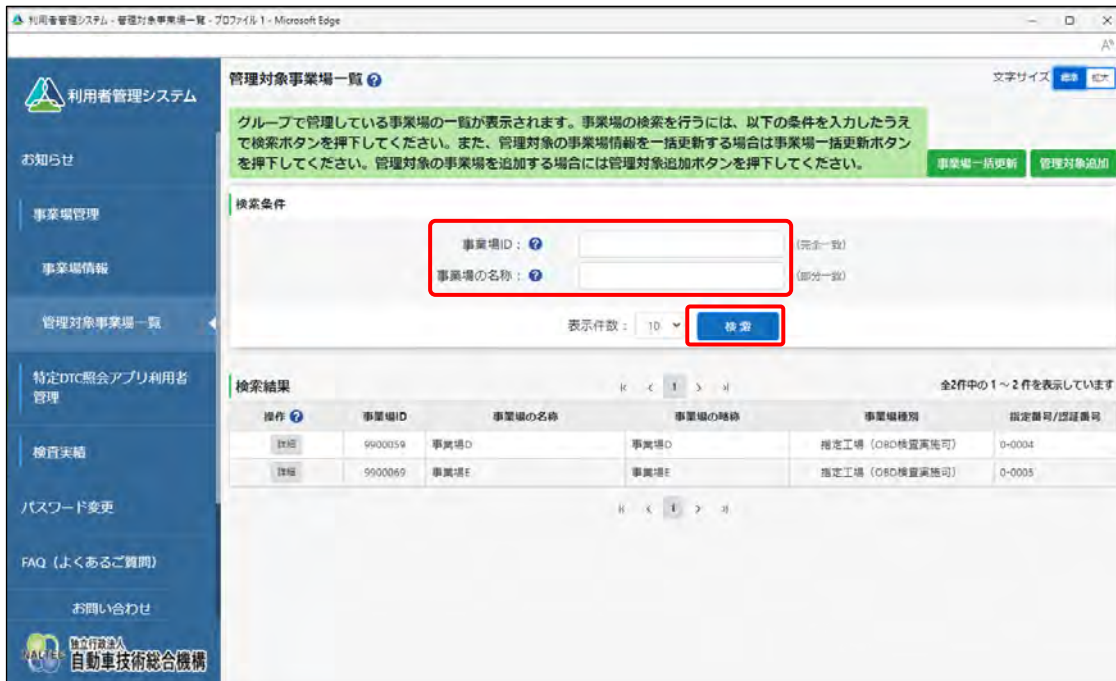 利用者管理システム - 管理対象事業場一覧 - プロファイル 1 - Microsoft Edge
利用者管理システム
管理対象事業場一覧
文字サイズ 標準 拡大
グループで管理している事業場の一覧が表示されます。事業場の検索を行うには、以下の条件を入力したうえ
で検索ボタンを押下してください。また、管理対象の事業場情報を一括更新する場合は事業場一括更新ボタン
を押下してください。管理対象の事業場を追加する場合には管理対象追加ボタンを押下してください。
事業場一括更新 管理対象追加
お知らせ
事業場管理
事業場情報
管理対象事業場一覧
特定DTC照会アプリ利用者
管理
検査実績
パスワード変更
FAQ(よくあるご質問)
お問い合わせ
NALTEC 独立行政法人
自動車技術総合機構
検索条件
事業場ID: (完全一致)
事業場の名称: (部分一致)
表示件数: 10 検索
検索結果 1 全2件中の 1 ~ 2 件を表示しています
操作 事業場ID 事業場の名称 事業場の略称 事業場種別 指定番号/認証番号
詳細 9900059 事業場D 事業場D 指定工場(OBD検査実施可) 0-0004
詳細 9900069 事業場E 事業場E 指定工場(OBD検査実施可) 0-0005
1